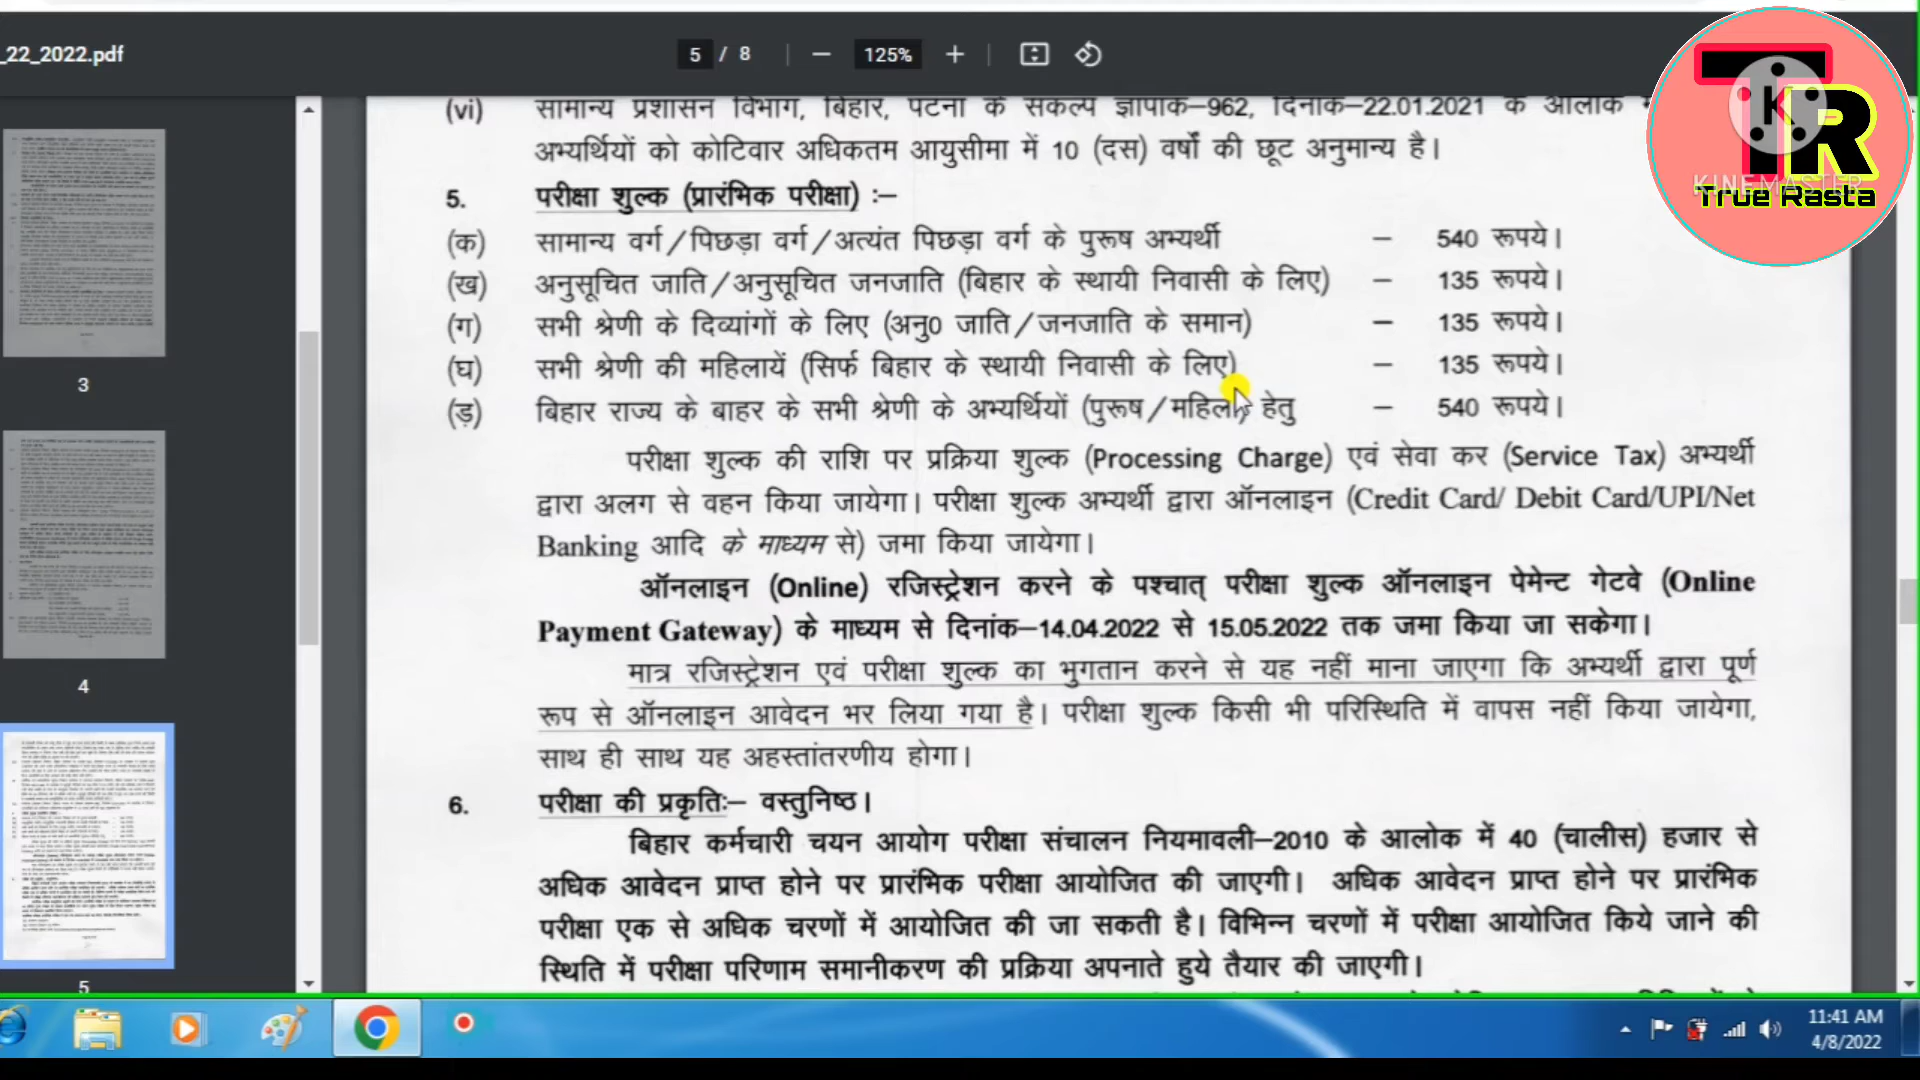 _22_2022.pdf
5 / 8
125%
(vi) सामान्य प्रशासन विभाग, बिहार, पटना के संकल्प ज्ञापांक–962, दिनांक–22.01.2021 के आलोक
अभ्यर्थियों को कोटिवार अधिकतम आयुसीमा में 10 (दस) वर्षों की छूट अनुमान्य है।
5. परीक्षा शुल्क (प्रारंभिक परीक्षा) :–
(क) सामान्य वर्ग/पिछड़ा वर्ग/अत्यंत पिछड़ा वर्ग के पुरूष अभ्यर्थी – 540 रूपये।
(ख) अनुसूचित जाति/अनुसूचित जनजाति (बिहार के स्थायी निवासी के लिए) – 135 रूपये।
(ग) सभी श्रेणी के दिव्यांगों के लिए (अनु0 जाति/जनजाति के समान) – 135 रूपये।
(घ) सभी श्रेणी की महिलायें (सिर्फ बिहार के स्थायी निवासी के लिए) – 135 रूपये।
(ड़) बिहार राज्य के बाहर के सभी श्रेणी के अभ्यर्थियों (पुरूष/महिला) हेतु – 540 रूपये।
परीक्षा शुल्क की राशि पर प्रक्रिया शुल्क (Processing Charge) एवं सेवा कर (Service Tax) अभ्यर्थी
द्वारा अलग से वहन किया जायेगा। परीक्षा शुल्क अभ्यर्थी द्वारा ऑनलाइन (Credit Card/ Debit Card/UPI/Net
Banking आदि के माध्यम से) जमा किया जायेगा।
ऑनलाइन (Online) रजिस्ट्रेशन करने के पश्चात् परीक्षा शुल्क ऑनलाइन पेमेन्ट गेटवे (Online
Payment Gateway) के माध्यम से दिनांक–14.04.2022 से 15.05.2022 तक जमा किया जा सकेगा।
मात्र रजिस्ट्रेशन एवं परीक्षा शुल्क का भुगतान करने से यह नहीं माना जाएगा कि अभ्यर्थी द्वारा पूर्ण
रूप से ऑनलाइन आवेदन भर लिया गया है। परीक्षा शुल्क किसी भी परिस्थिति में वापस नहीं किया जायेगा,
साथ ही साथ यह अहस्तांतरणीय होगा।
6. परीक्षा की प्रकृतिः– वस्तुनिष्ठ।
बिहार कर्मचारी चयन आयोग परीक्षा संचालन नियमावली–2010 के आलोक में 40 (चालीस) हजार से
अधिक आवेदन प्राप्त होने पर प्रारंभिक परीक्षा आयोजित की जाएगी। अधिक आवेदन प्राप्त होने पर प्रारंभिक
परीक्षा एक से अधिक चरणों में आयोजित की जा सकती है। विभिन्न चरणों में परीक्षा आयोजित किये जाने की
स्थिति में परीक्षा परिणाम समानीकरण की प्रक्रिया अपनाते हुये तैयार की जाएगी।
3
4
5
TR
K
KINEMASTER
True Rasta
11:41 AM
4/8/2022